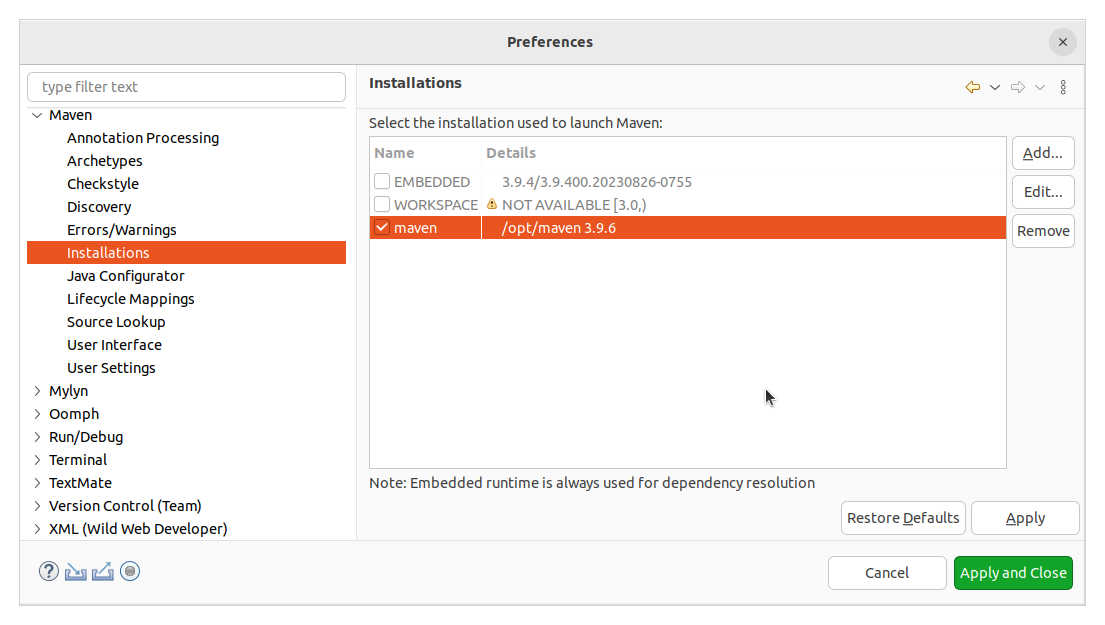 Preferences
type filter text
Maven
Annotation Processing
Archetypes
Checkstyle
Discovery
Errors/Warnings
Installations
Java Configurator
Lifecycle Mappings
Source Lookup
User Interface
User Settings
Mylyn
Oomph
Run/Debug
Terminal
TextMate
Version Control (Team)
XML (Wild Web Developer)
Installations
Select the installation used to launch Maven:
Name Details
EMBEDDED 3.9.4/3.9.400.20230826-0755
WORKSPACE NOT AVAILABLE [3.0,)
maven /opt/maven 3.9.6
Add...
Edit...
Remove
Note: Embedded runtime is always used for dependency resolution
Restore Defaults Apply
Cancel Apply and Close